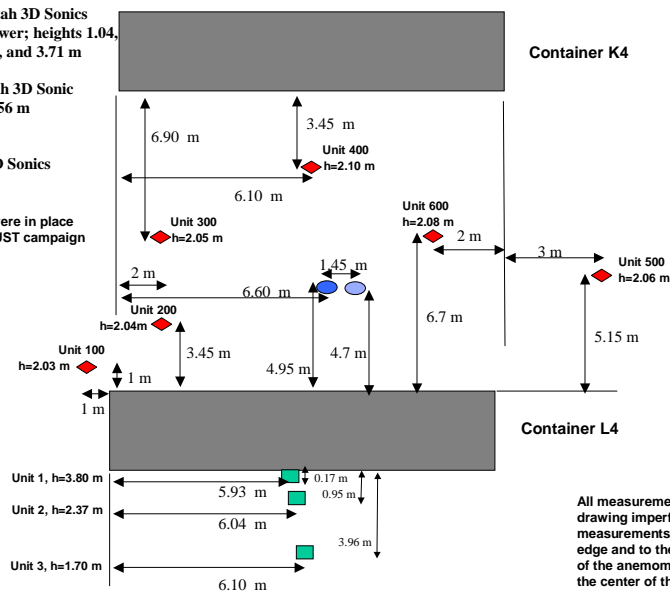 ah 3D Sonics
wer; heights 1.04,
, and 3.71 m
Container K4
h 3D Sonic
56 m
6.90 m
3.45 m
D Sonics
Unit 400
h=2.10 m
6.10 m
Unit 600
h=2.08 m
ere in place
UST campaign
Unit 300
h=2.05 m
2 m
3 m
Unit 500
h=2.06 m
2 m
1.45 m
6.60 m
Unit 200
h=2.04m
6.7 m
5.15 m
3.45 m
4.95 m
4.7 m
Unit 100
h=2.03 m
1 m
1 m
Container L4
Unit 1, h=3.80 m
0.17 m
5.93 m
0.95 m
Unit 2, h=2.37 m
6.04 m
3.96 m
Unit 3, h=1.70 m
6.10 m
All measureme
drawing imperf
measurements
edge and to the
of the anemom
the center of th